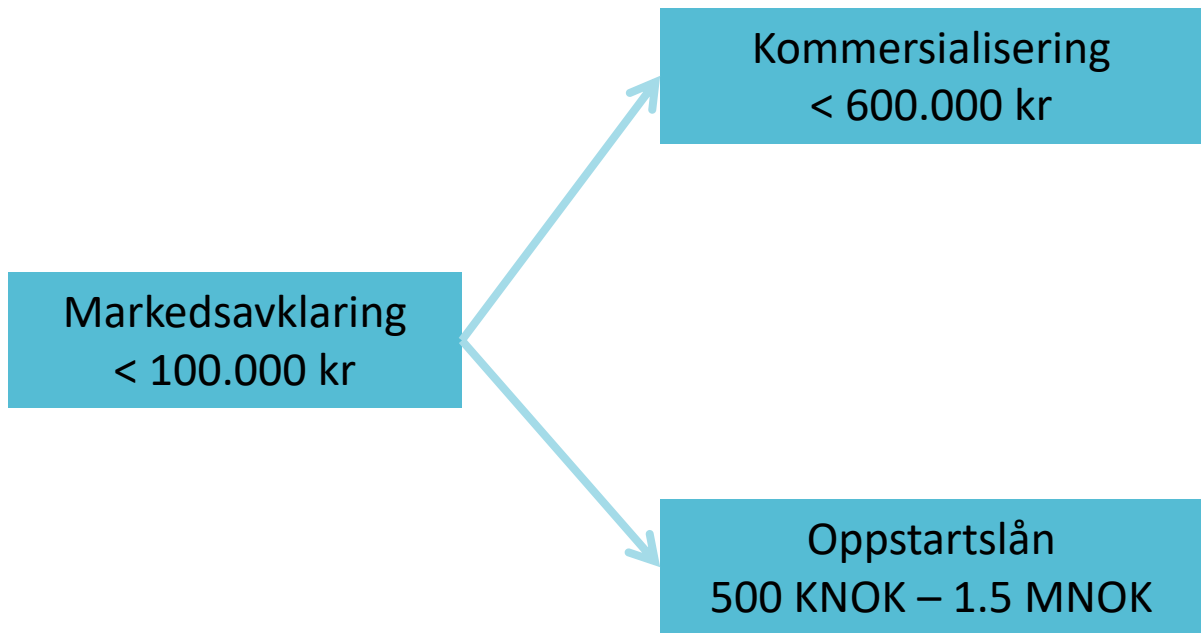 Kommersialisering
< 600.000 kr
Markedsavklaring
< 100.000 kr
Oppstartslån
500 KNOK – 1.5 MNOK